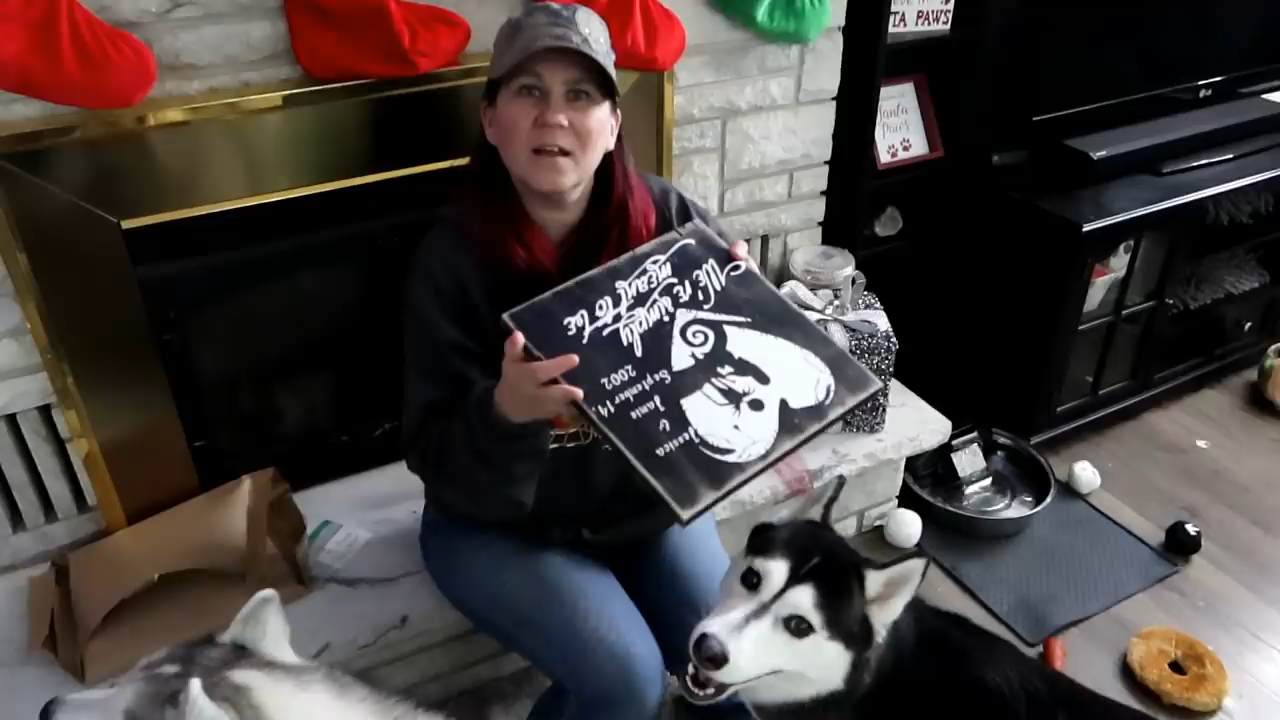 TA PAWS
Santa
Paws
We're simply
meant to be
Jessica
&
Jamie
September 14,
2002
LG